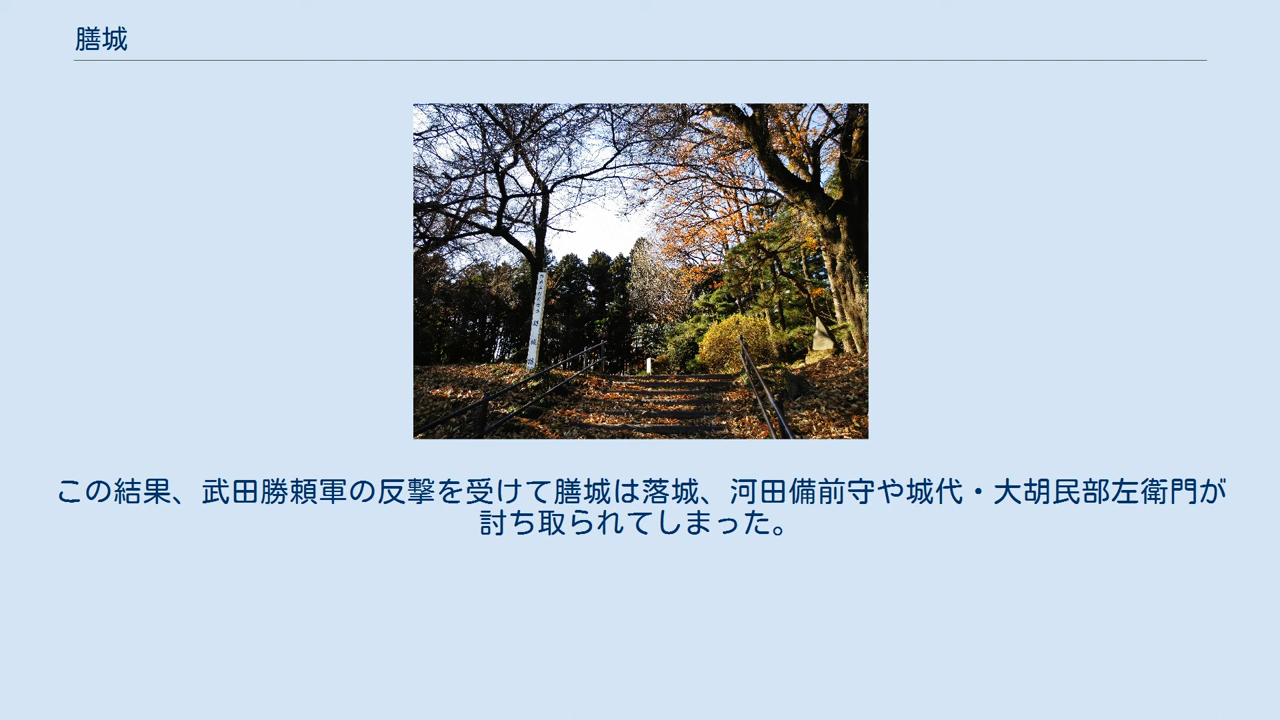 膳城
この結果、武田勝頼軍の反撃を受けて膳城は落城、河田備前守や城代・大胡民部左衛門が
討ち取られてしまった。